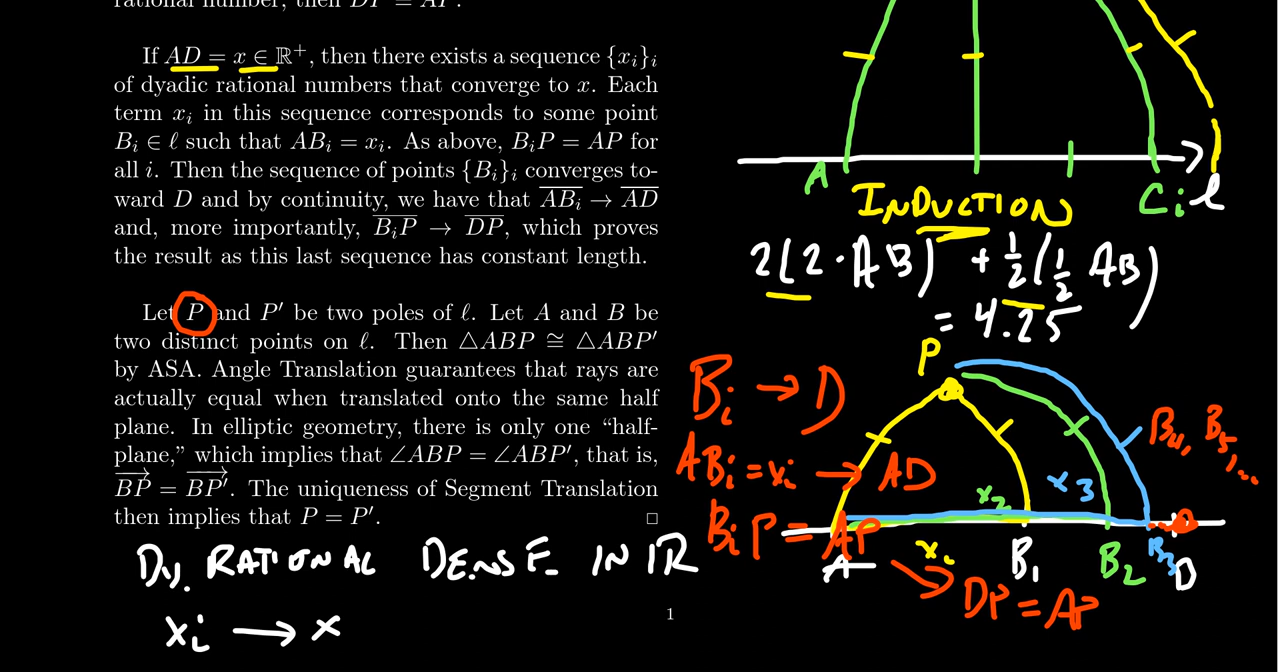 rational number, then DP = AP.
If AD = x ∈ ℝ⁺, then there exists a sequence {xᵢ}ᵢ
of dyadic rational numbers that converge to x. Each
term xᵢ in this sequence corresponds to some point
Bᵢ ∈ ℓ such that ABᵢ = xᵢ. As above, BᵢP = AP for
all i. Then the sequence of points {Bᵢ}ᵢ converges to-
ward D and by continuity, we have that A̅B̅ᵢ → A̅D̅
and, more importantly, B̅ᵢP̅ → D̅P̅, which proves
the result as this last sequence has constant length.
Let P and P′ be two poles of ℓ. Let A and B be
two distinct points on ℓ. Then △ABP ≅ △ABP′
by ASA. Angle Translation guarantees that rays are
actually equal when translated onto the same half
plane. In elliptic geometry, there is only one “half-
plane,” which implies that ∠ABP = ∠ABP′, that is,
B⃗P⃗ = B⃗P⃗′. The uniqueness of Segment Translation
then implies that P = P′. □
DY. RATIONAL DENSE IN IR
xᵢ → x
1
A
Cᵢ ℓ
INDUCTION
2(2·AB) + ½(½ AB)
= 4.25
P
Bᵢ → D
ABᵢ = xᵢ → AD
BᵢP = AP
→ DP = AP
B₄, B₅, ...
x₂ x₃
A B₁ B₂ B₃ D